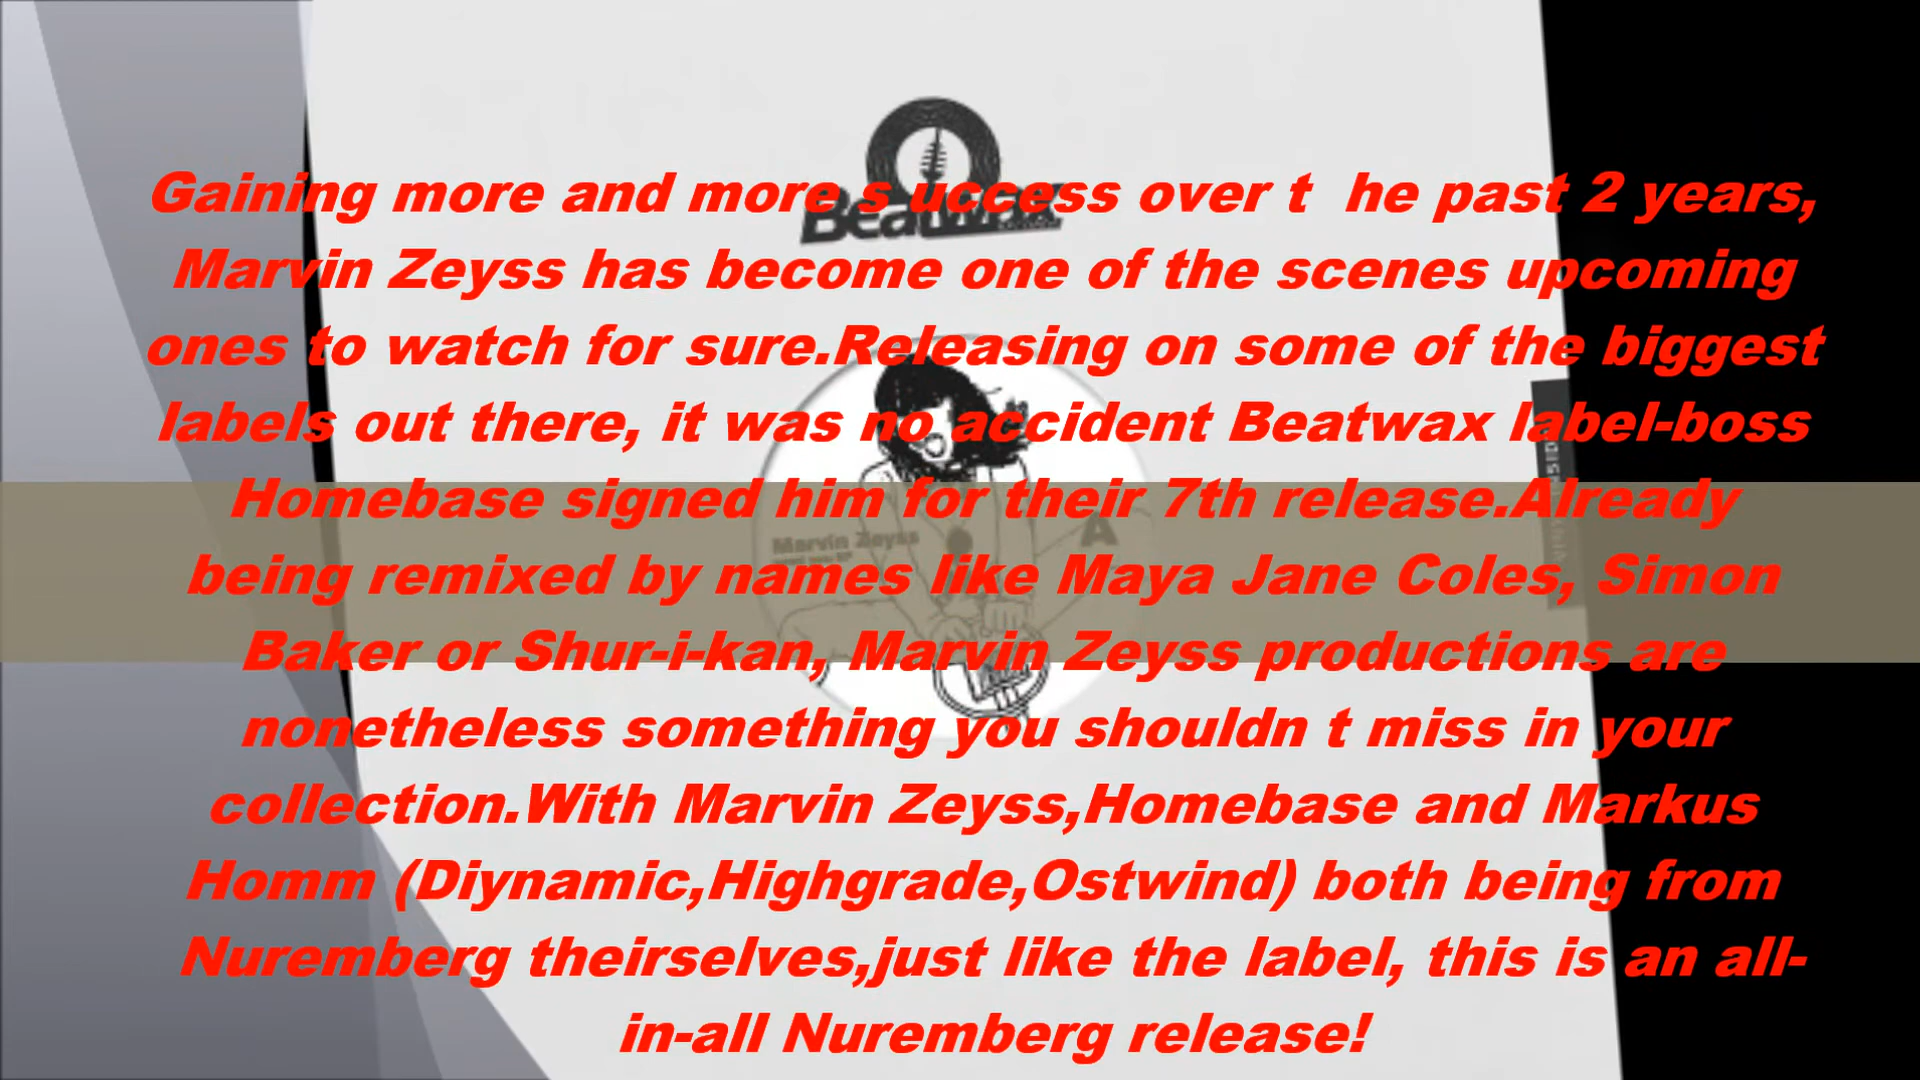 Beatwax
Gaining more and more s uccess over t  he past 2 years,
Marvin Zeyss has become one of the scenes upcoming
ones to watch for sure.Releasing on some of the biggest
labels out there, it was no accident Beatwax label-boss
Homebase signed him for their 7th release.Already
Marvin Zeyss
A
being remixed by names like Maya Jane Coles, Simon
Baker or Shur-i-kan, Marvin Zeyss productions are
nonetheless something you shouldn t miss in your
collection.With Marvin Zeyss,Homebase and Markus
Homm (Diynamic,Highgrade,Ostwind) both being from
Nuremberg theirselves,just like the label, this is an all-
in-all Nuremberg release!